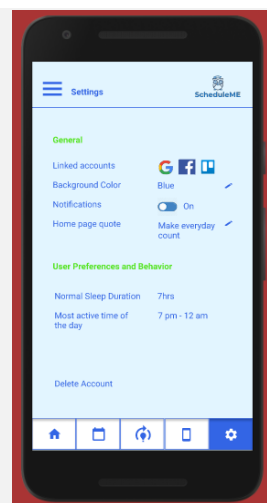 Settings
ScheduleME
General
Linked accounts
Background Color Blue
Notifications On
Home page quote Make everyday
count
User Preferences and Behavior
Normal Sleep Duration 7hrs
Most active time of 7 pm - 12 am
the day
Delete Account